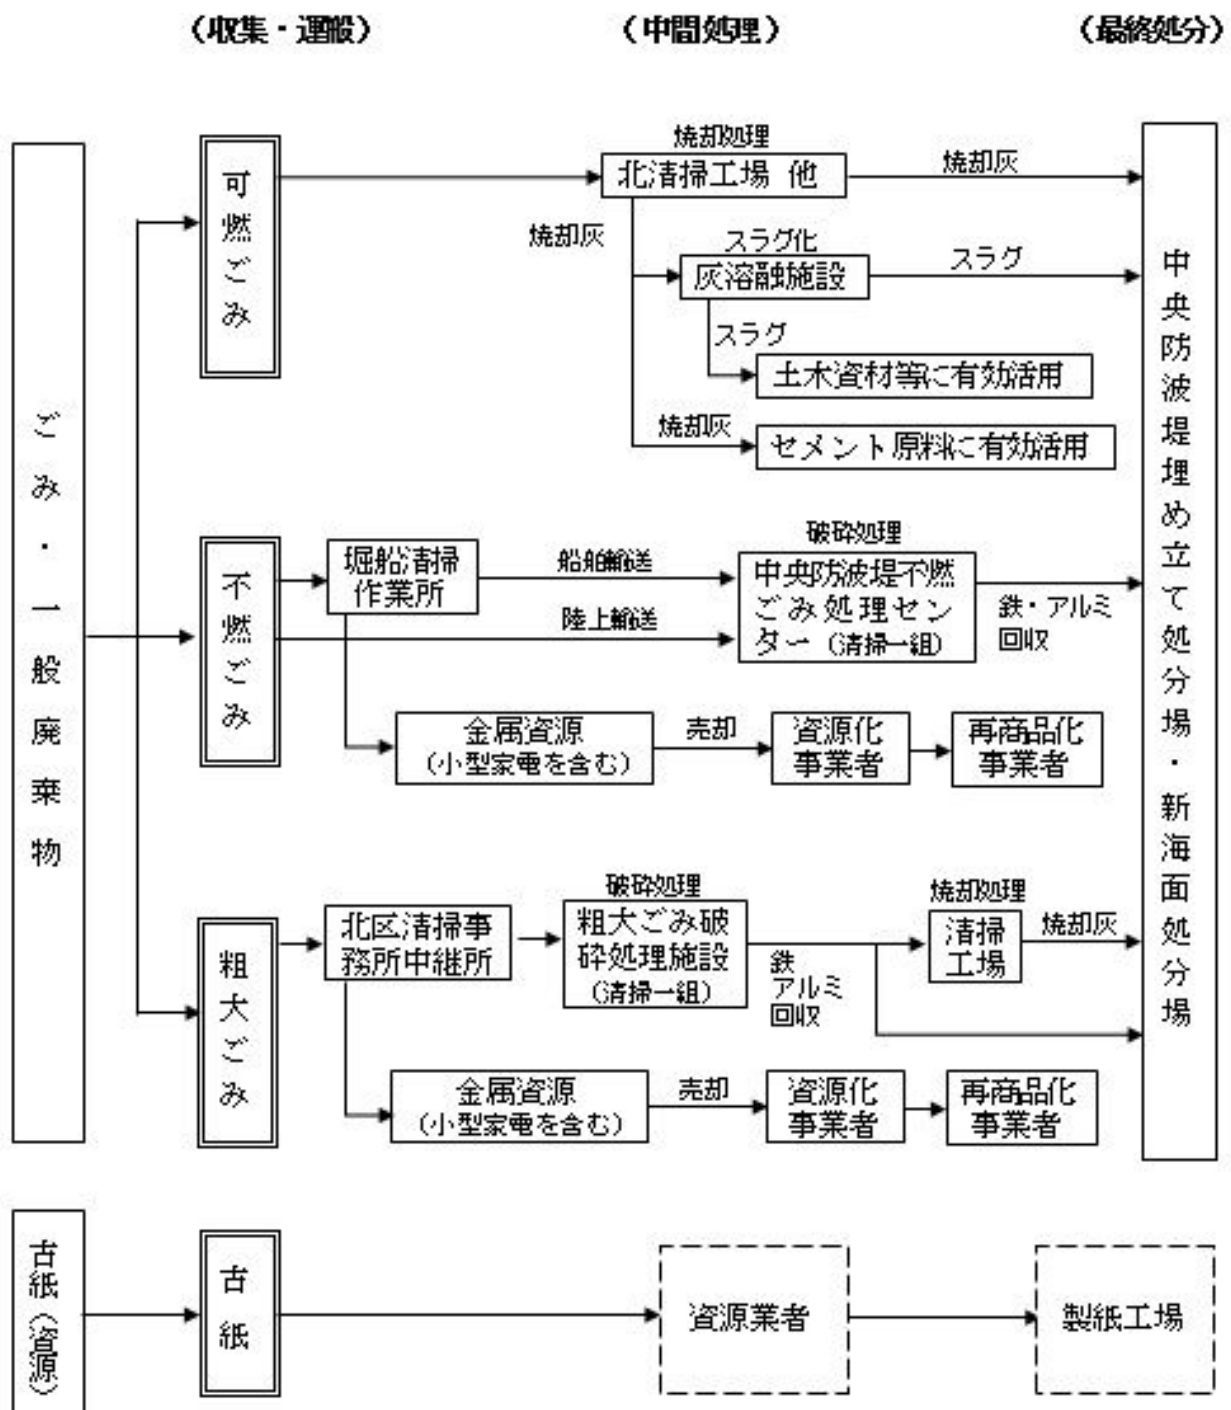 （収集・運搬）
（中間処理）
（最終処分）
ごみ・一般廃棄物
可燃ごみ
焼却処理
北清掃工場 他
焼却灰
焼却灰
スラグ化
灰溶融施設
スラグ
スラグ
土木資材等に有効活用
焼却灰
セメント原料に有効活用
中央防波堤埋め立て処分場・新海面処分場
不燃ごみ
堀船清掃
作業所
船舶輸送
陸上輸送
破砕処理
中央防波堤不燃
ごみ処理セン
ター（清掃一組）
鉄・アルミ
回収
金属資源
（小型家電を含む）
売却
資源化
事業者
再商品化
事業者
粗大ごみ
北区清掃事
務所中継所
破砕処理
粗大ごみ破
砕処理施設
（清掃一組）
鉄
アルミ
回収
焼却処理
清掃
工場
焼却灰
金属資源
（小型家電を含む）
売却
資源化
事業者
再商品化
事業者
古紙（資源）
古紙
資源業者
製紙工場